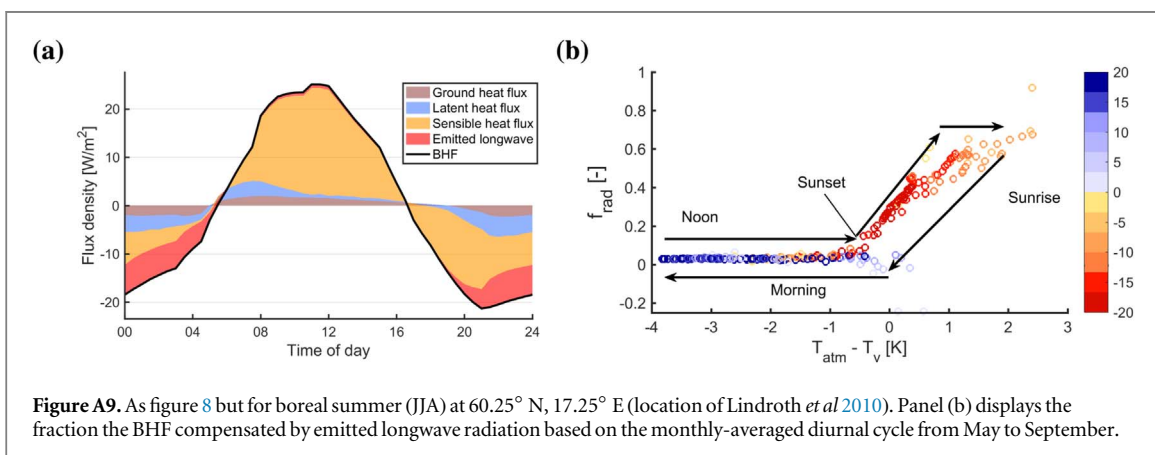 (a)
Flux density [W/m²]
20
10
0
-10
-20
00
04
08
12
16
20
24
Time of day
Ground heat flux
Latent heat flux
Sensible heat flux
Emitted longwave
BHF
(b)
f_rad [-]
1
0.8
0.6
0.4
0.2
0
-0.2
-4
-3
-2
-1
0
1
2
3
T_atm - T_v [K]
Noon
Sunset
Sunrise
Morning
20
15
10
5
0
-5
-10
-15
-20
Figure A9. As figure 8 but for boreal summer (JJA) at 60.25° N, 17.25° E (location of Lindroth et al 2010). Panel (b) displays the
fraction the BHF compensated by emitted longwave radiation based on the monthly-averaged diurnal cycle from May to September.